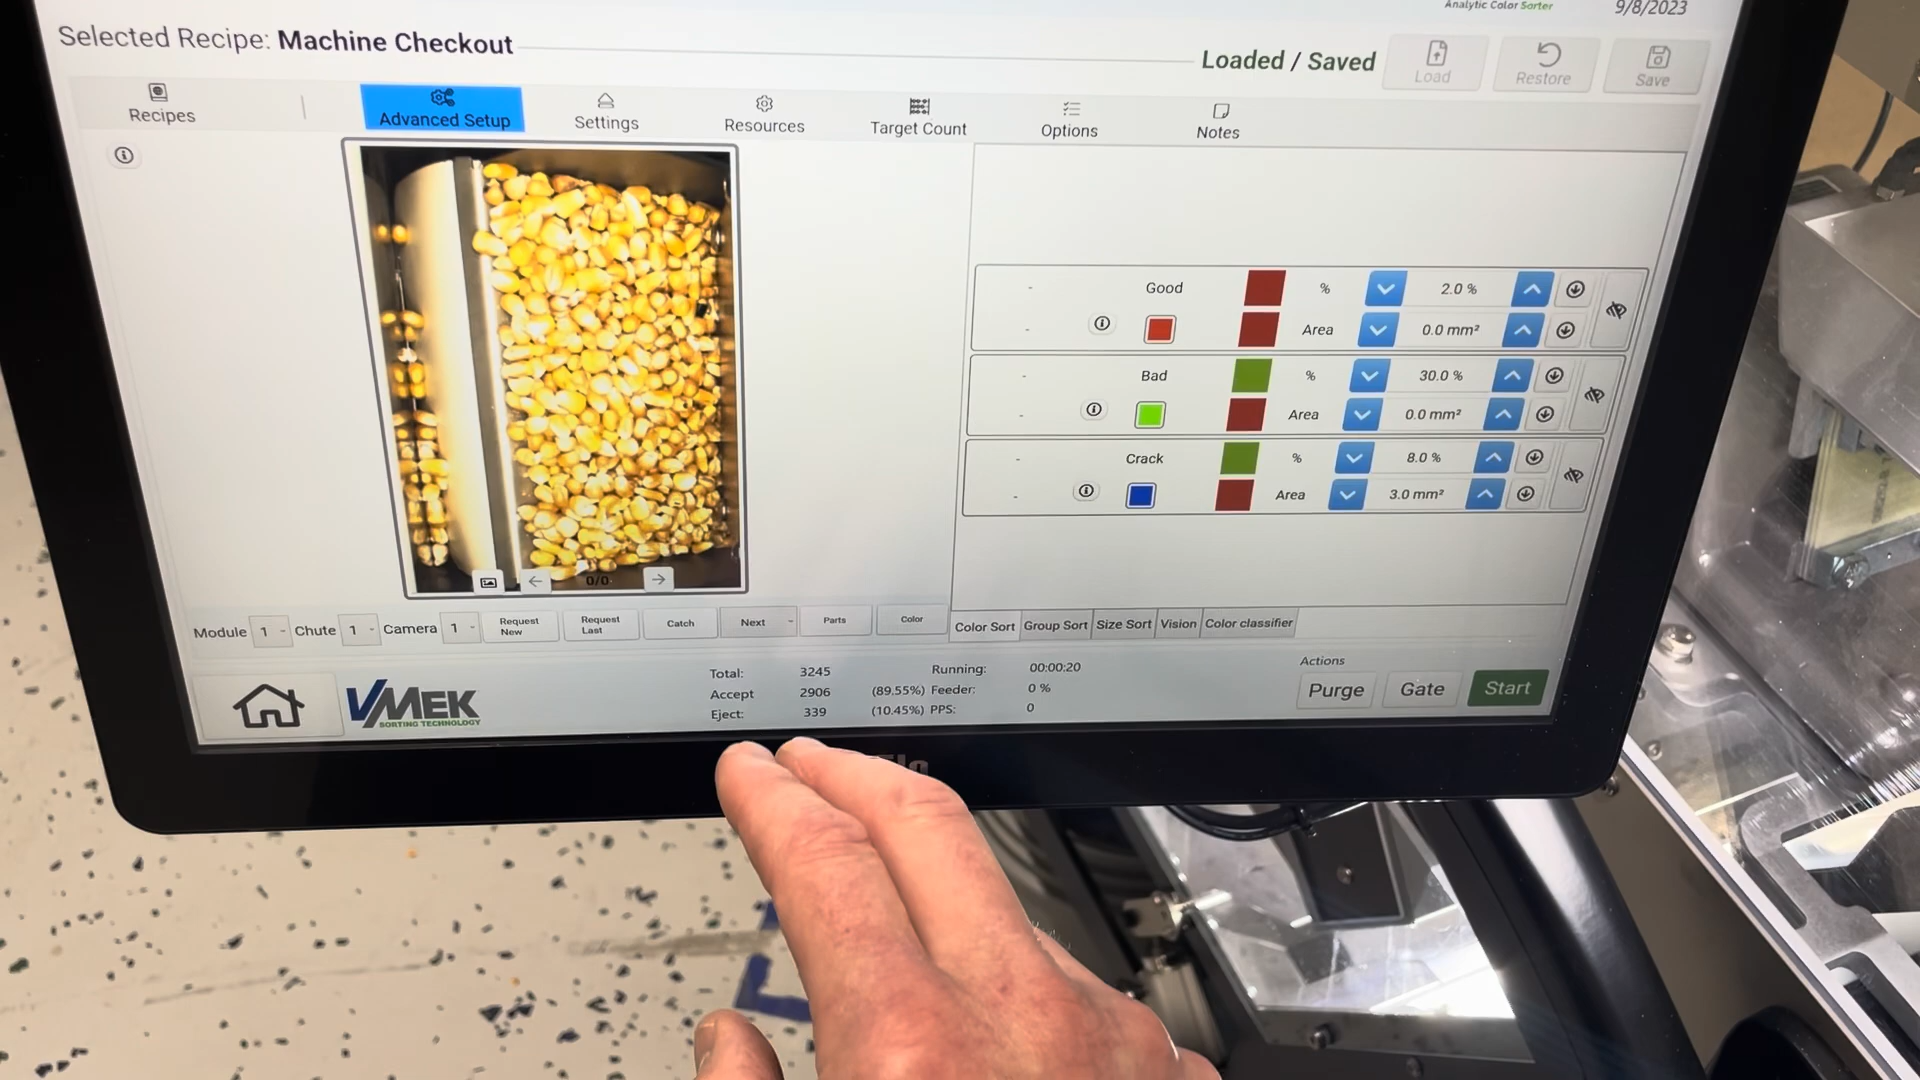 Analytic Color Sorter
9/8/2023
Selected Recipe: Machine Checkout
Loaded / Saved
Load
Restore
Save
Recipes
Advanced Setup
Settings
Resources
Target Count
Options
Notes
Good
%
2.0 %
Area
0.0 mm²
Bad
%
30.0 %
Area
0.0 mm²
Crack
%
8.0 %
Area
3.0 mm²
0/0
Module 1 Chute 1 Camera 1
Request New
Request Last
Catch
Next
Parts
Color
Color Sort
Group Sort
Size Sort
Vision
Color classifier
VMEK
SORTING TECHNOLOGY
Total: 3245 Running: 00:00:20
Accept 2906 (89.55%) Feeder: 0 %
Eject: 339 (10.45%) PPS: 0
Actions
Purge
Gate
Start